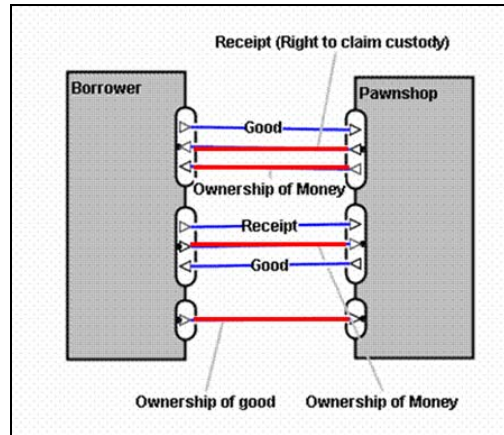 Receipt (Right to claim custody)
Borrower
Pawnshop
Good
Ownership of Money
Receipt
Good
Ownership of good
Ownership of Money